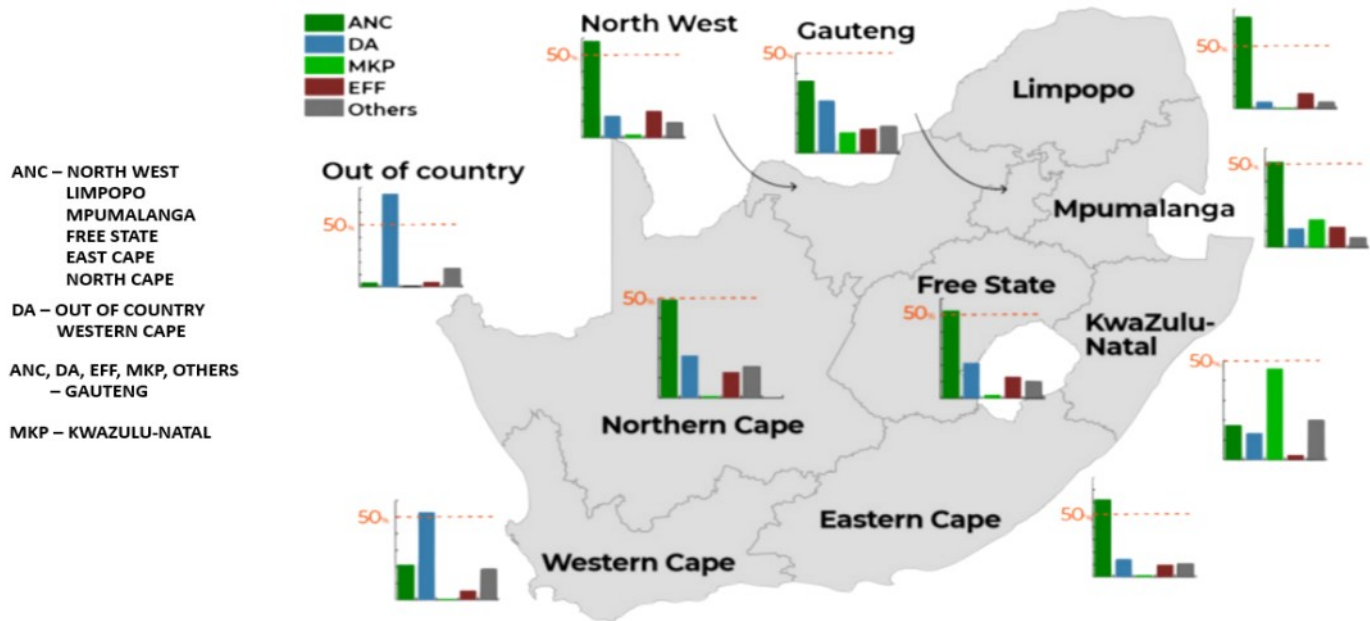 ANC
DA
MKP
EFF
Others
North West
50%
Gauteng
50%
Limpopo
50%
ANC – NORTH WEST
LIMPOPO
MPUMALANGA
FREE STATE
EAST CAPE
NORTH CAPE
DA – OUT OF COUNTRY
WESTERN CAPE
ANC, DA, EFF, MKP, OTHERS
– GAUTENG
MKP – KWAZULU-NATAL
Out of country
50%
Mpumalanga
50%
Free State
50%
KwaZulu-
Natal
50%
Northern Cape
50%
Eastern Cape
50%
Western Cape
50%